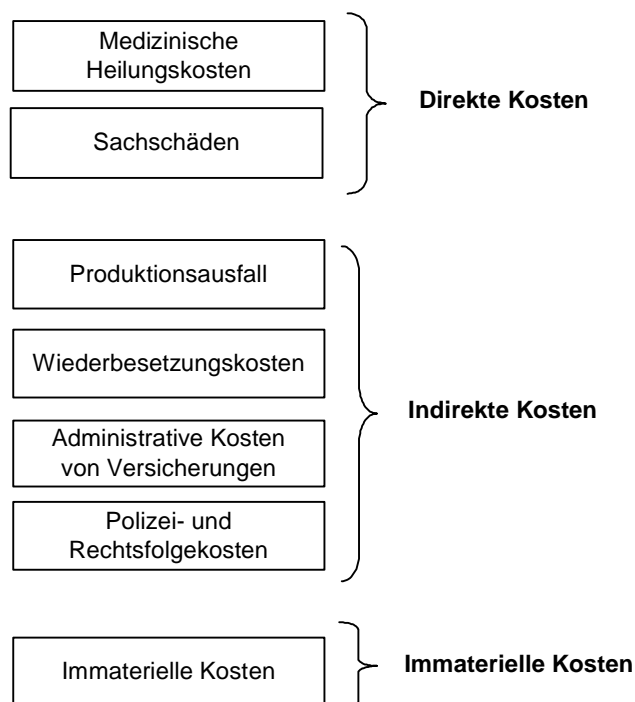 Medizinische
Heilungskosten
Direkte Kosten
Sachschäden
Produktionsausfall
Wiederbesetzungskosten
Indirekte Kosten
Administrative Kosten
von Versicherungen
Polizei- und
Rechtsfolgekosten
Immaterielle Kosten
Immaterielle Kosten